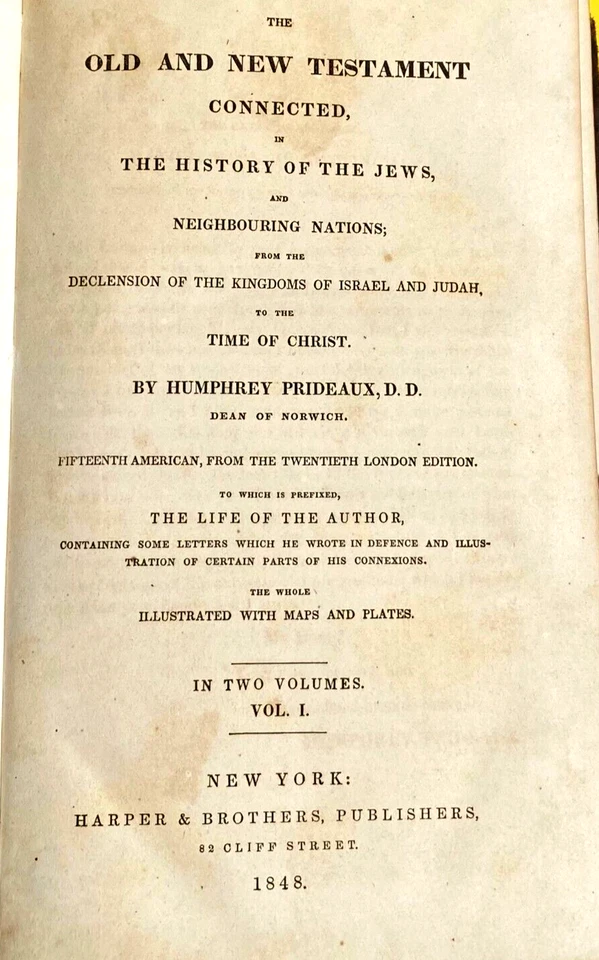 THE
OLD AND NEW TESTAMENT
CONNECTED,
IN
THE HISTORY OF THE JEWS,
AND
NEIGHBOURING NATIONS;
FROM THE
DECLENSION OF THE KINGDOMS OF ISRAEL AND JUDAH,
TO THE
TIME OF CHRIST.
BY HUMPHREY PRIDEAUX, D. D.
DEAN OF NORWICH.
FIFTEENTH AMERICAN, FROM THE TWENTIETH LONDON EDITION.
TO WHICH IS PREFIXED,
THE LIFE OF THE AUTHOR,
CONTAINING SOME LETTERS WHICH HE WROTE IN DEFENCE AND ILLUS-
TRATION OF CERTAIN PARTS OF HIS CONNEXIONS.
THE WHOLE
ILLUSTRATED WITH MAPS AND PLATES.
IN TWO VOLUMES.
VOL. I.
NEW YORK:
HARPER & BROTHERS, PUBLISHERS,
82 CLIFF STREET.
1848.